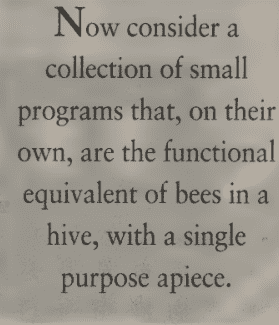 Now consider a
collection of small
programs that, on their
own, are the functional
equivalent of bees in a
hive, with a single
purpose apiece.